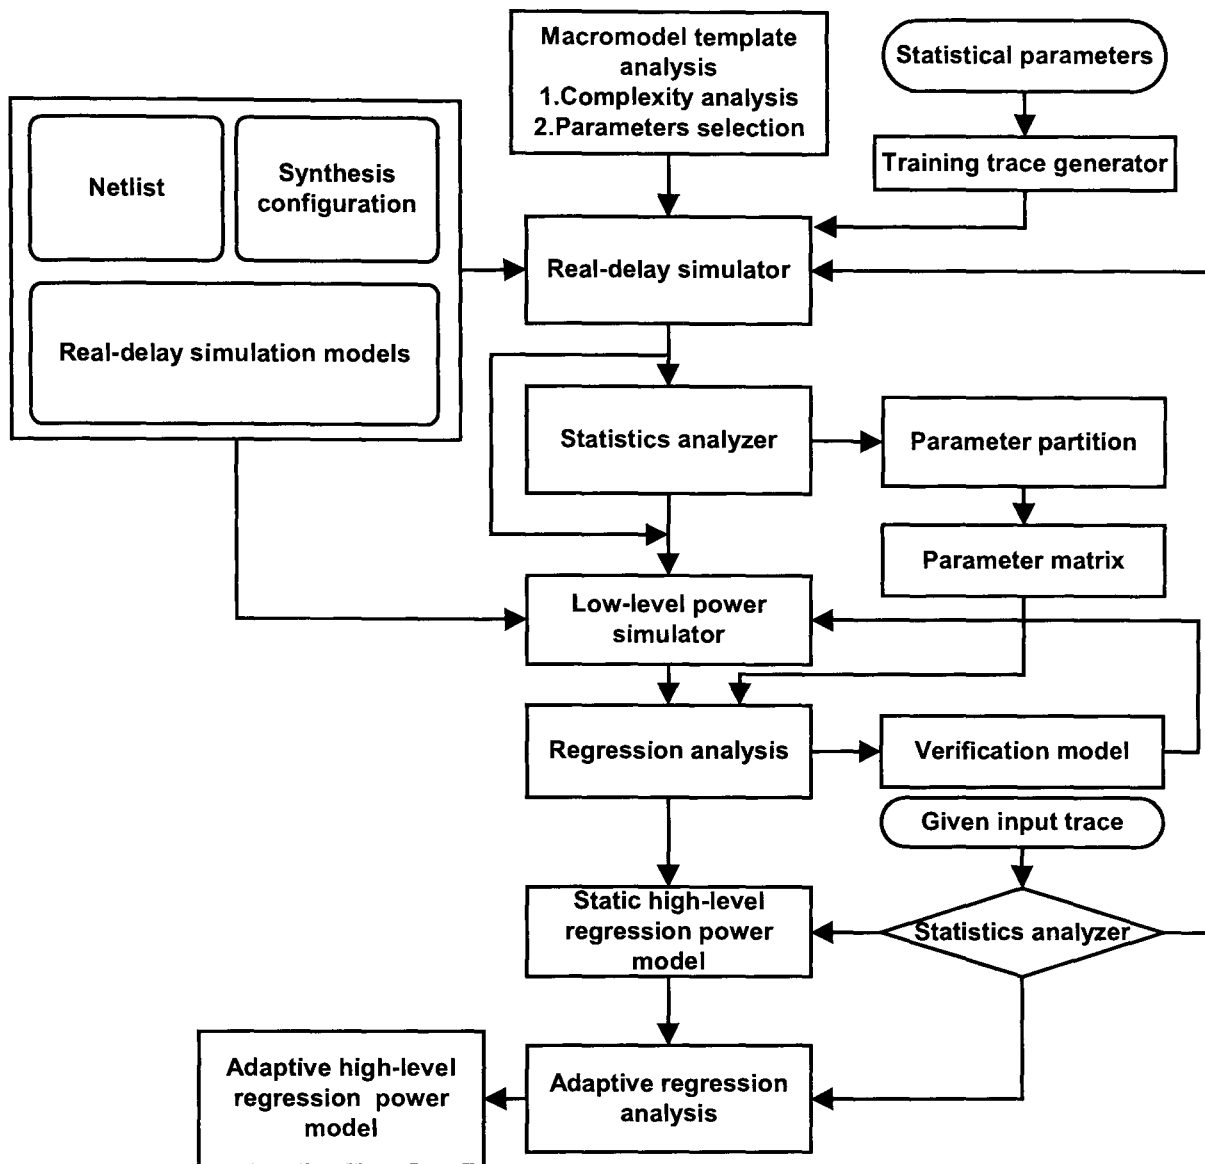 Macromodel template
analysis
1.Complexity analysis
2.Parameters selection
Statistical parameters
Training trace generator
Netlist
Synthesis
configuration
Real-delay simulation models
Real-delay simulator
Statistics analyzer
Parameter partition
Parameter matrix
Low-level power
simulator
Regression analysis
Verification model
Given input trace
Static high-level
regression power
model
Statistics analyzer
Adaptive regression
analysis
Adaptive high-level
regression power
model